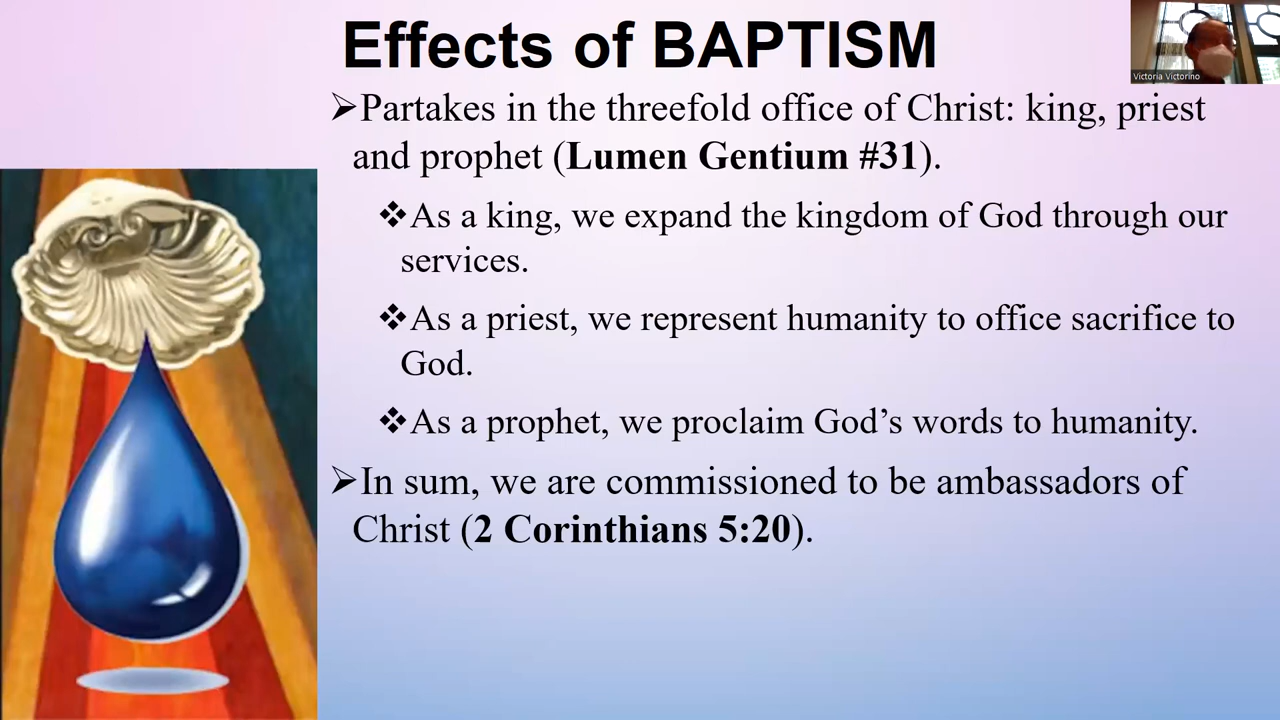 Effects of BAPTISM
Victoria Victorino
➢Partakes in the threefold office of Christ: king, priest
and prophet (Lumen Gentium #31).
❖As a king, we expand the kingdom of God through our
services.
❖As a priest, we represent humanity to office sacrifice to
God.
❖As a prophet, we proclaim God’s words to humanity.
➢In sum, we are commissioned to be ambassadors of
Christ (2 Corinthians 5:20).